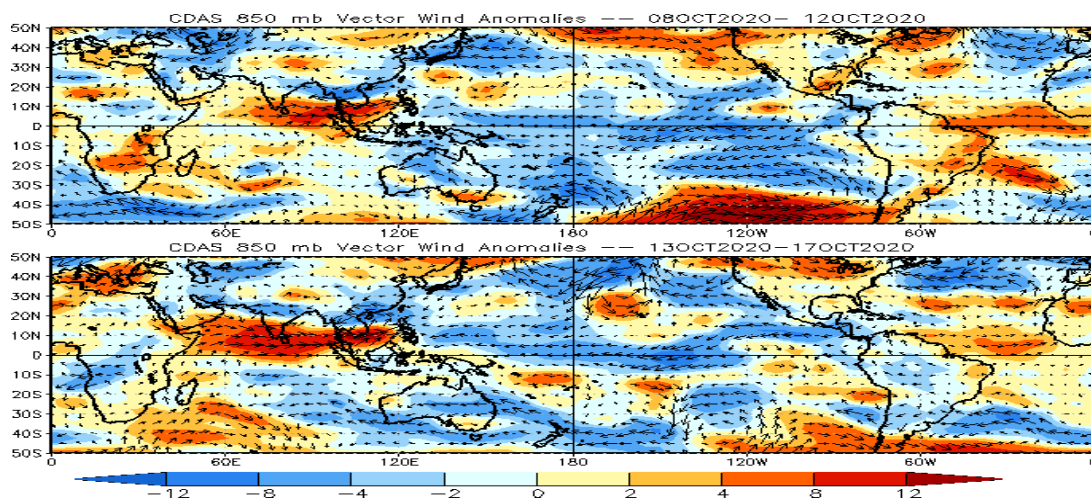 CDAS 850 mb Vector Wind Anomalies -- 08OCT2020- 12OCT2020
50N
40N
30N
20N
10N
0
10S
20S
30S
40S
50S
0 60E 120E 180 120W 60W 0
CDAS 850 mb Vector Wind Anomalies -- 13OCT2020-17OCT2020
50N
40N
30N
20N
10N
0
10S
20S
30S
40S
50S
0 60E 120E 180 120W 60W 0
-12 -8 -4 -2 0 2 4 8 12